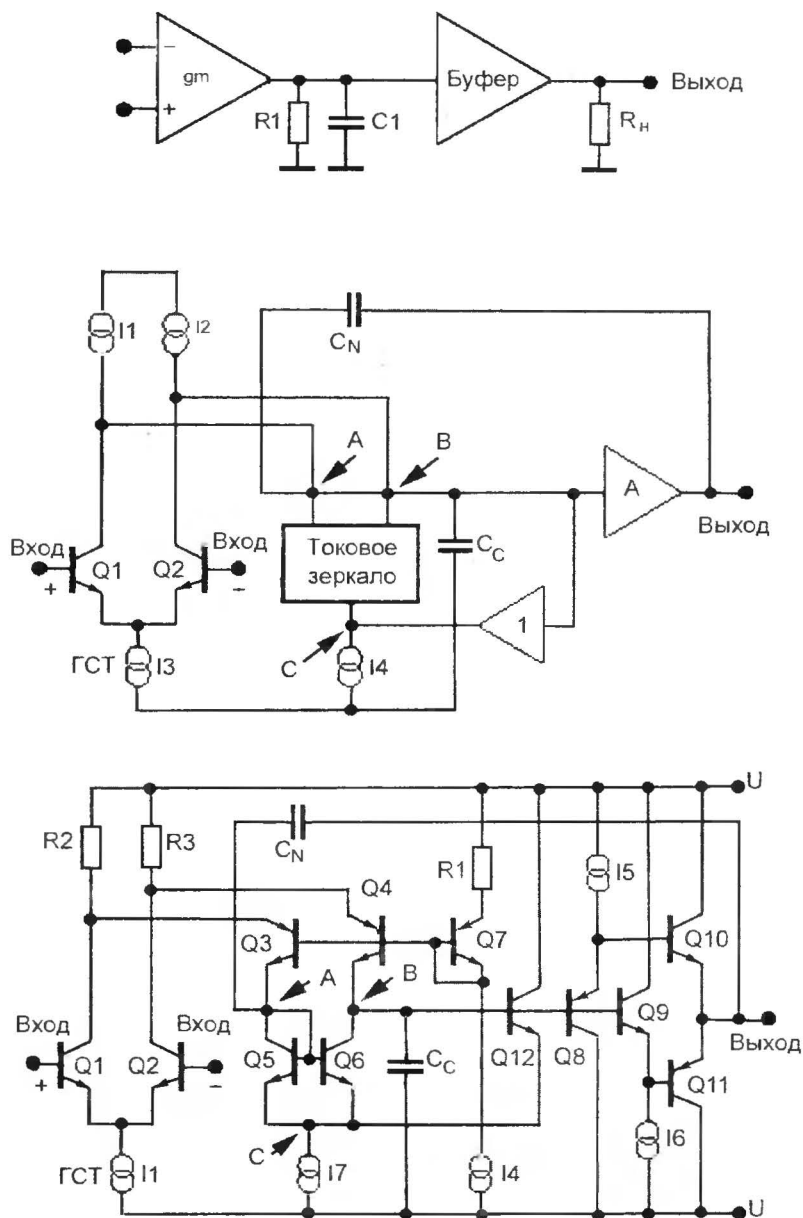 −
gm
+
R1
C1
Буфер
Выход
Rн
I1
I2
CN
A
B
A
Выход
Вход
Вход
+
Q1
Q2
−
Токовое
зеркало
CC
1
C
ГСТ
I3
I4
U
R2
R3
CN
R1
I5
Q4
Q3
Q7
Q10
A
B
Вход
Вход
+
Q1
Q2
−
Q5
Q6
CC
Q12
Q8
Q9
Q11
Выход
C
ГСТ
I1
I7
I4
I6
U